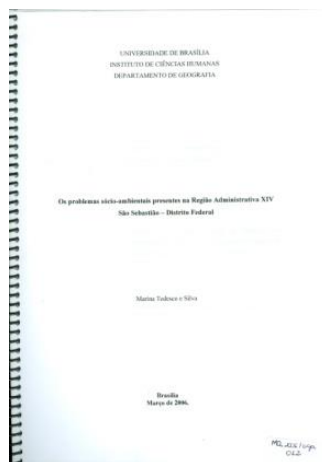 UNIVERSIDADE DE BRASÍLIA
INSTITUTO DE CIÊNCIAS HUMANAS
DEPARTAMENTO DE GEOGRAFIA
Os problemas sócio-ambientais presentes na Região Administrativa XIV
São Sebastião – Distrito Federal
Marina Tedesco e Silva
Brasília
Março de 2006.